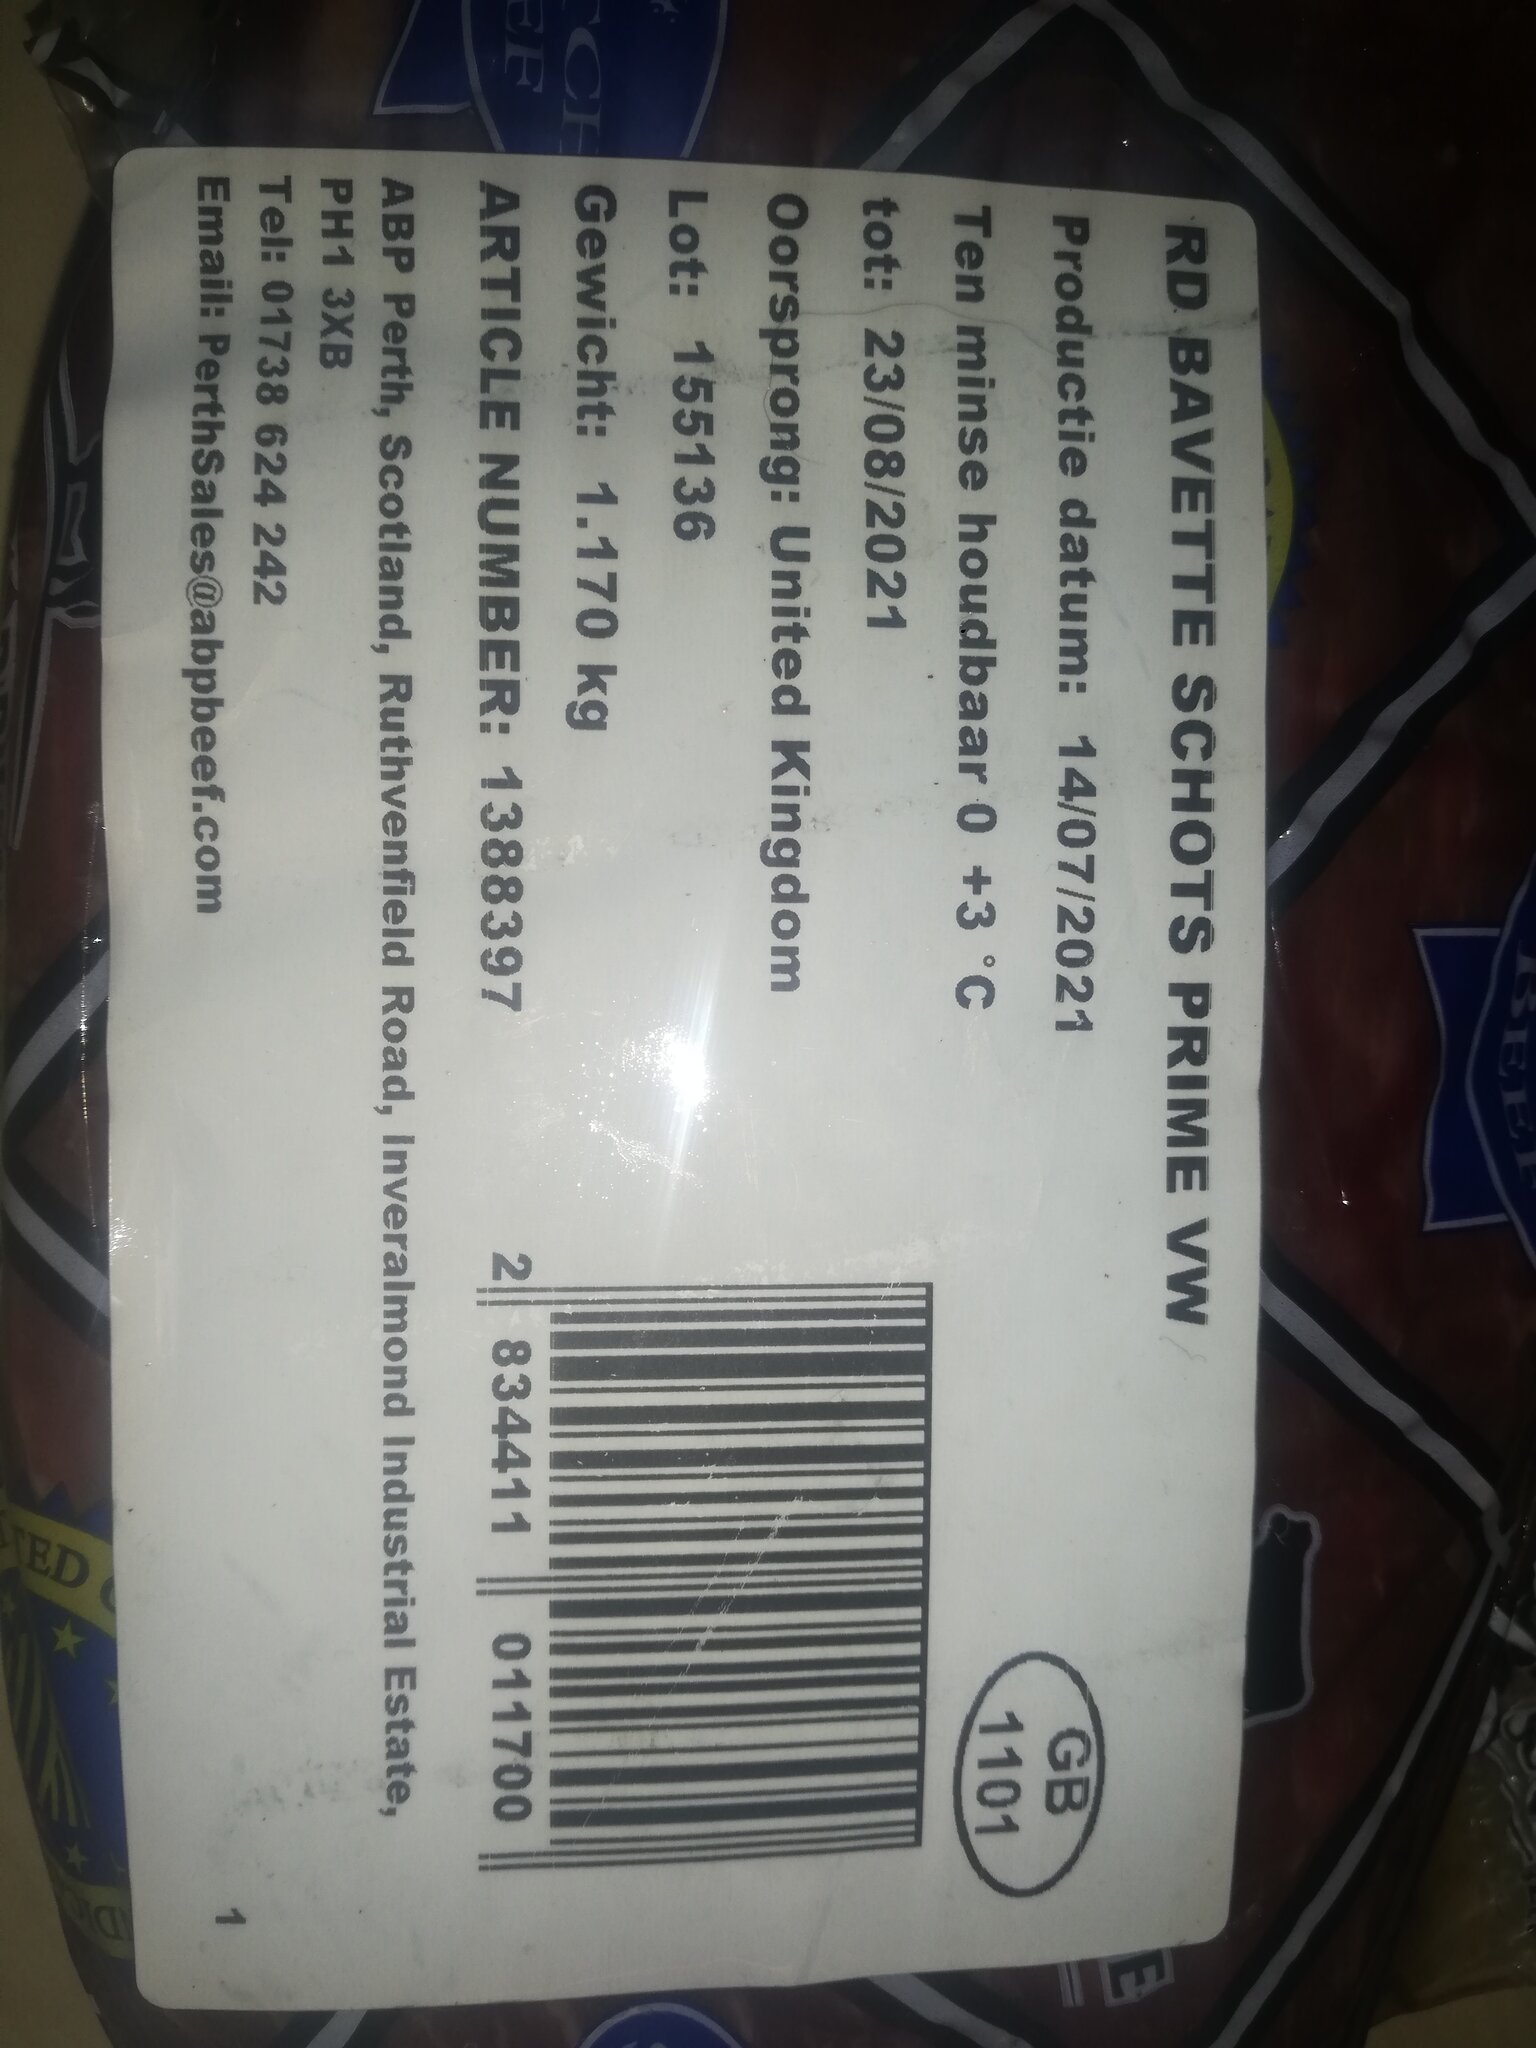 RD BAVETTE SCHOTS PRIME VW
Productie datum: 14/07/2021
Ten minse houdbaar 0 +3 °C
tot: 23/08/2021
GB
1101
Oorsprong: United Kingdom
Lot: 155136
Gewicht: 1.170 kg
ARTICLE NUMBER: 1388397
2 834411 011700
ABP Perth, Scotland, Ruthvenfield Road, Inveralmond Industrial Estate,
PH1 3XB
Tel: 01738 624 242
Email: PerthSales@abpbeef.com
1
BEEF